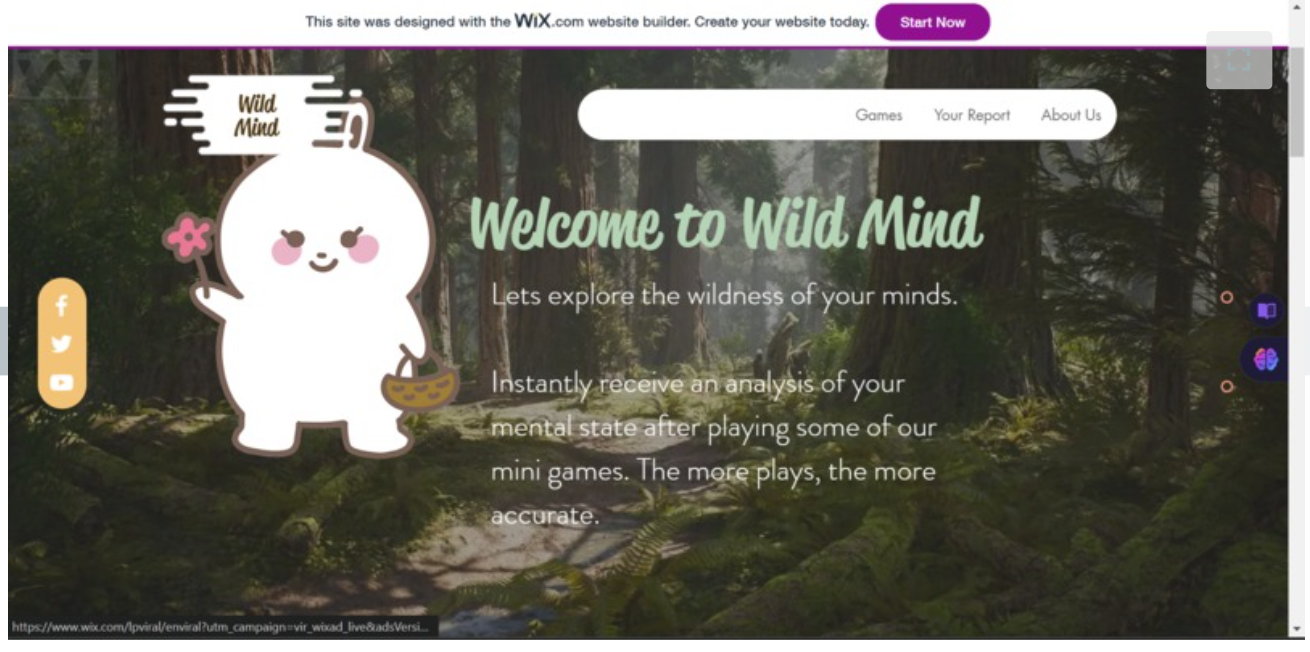 This site was designed with the WiX.com website builder. Create your website today. Start Now
Wild
Mind
Games Your Report About Us
Welcome to Wild Mind
Lets explore the wildness of your minds.
Instantly receive an analysis of your
mental state after playing some of our
mini games. The more plays, the more
accurate.
https://www.wix.com/lpviral/enviral?utm_campaign=vir_wixad_live&adsVersi...